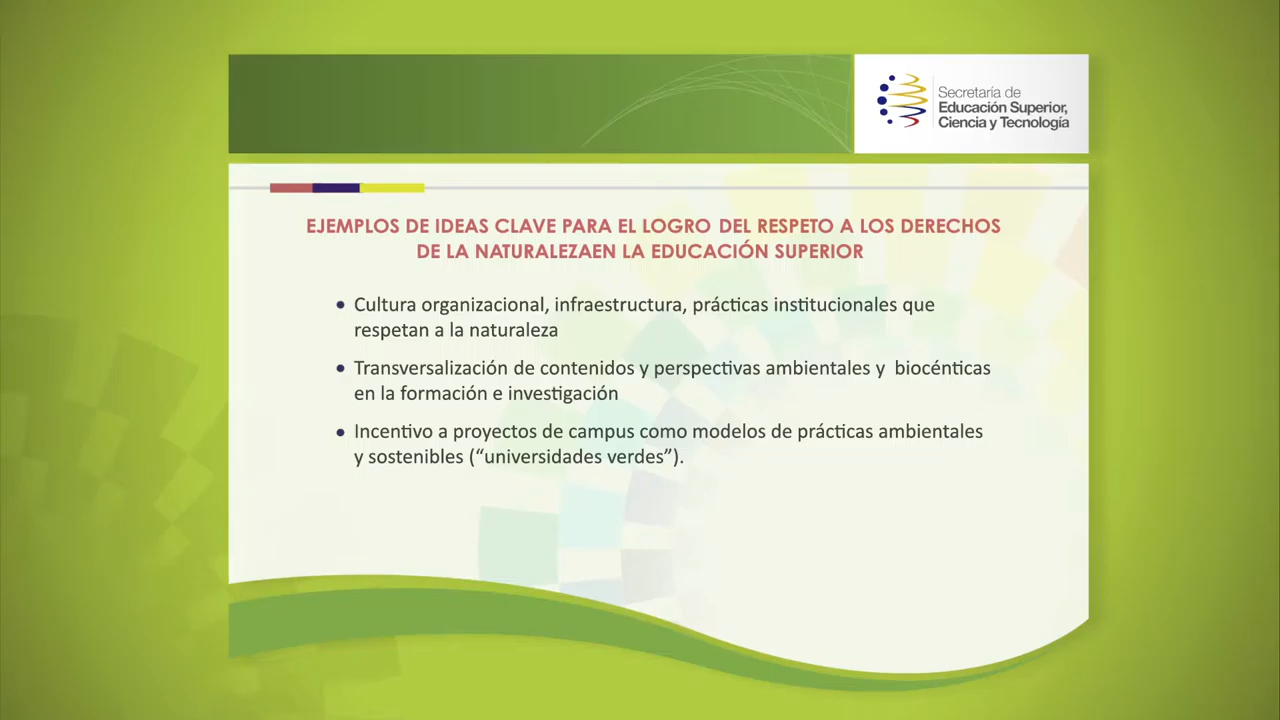 Secretaría de
Educación Superior,
Ciencia y Tecnología
EJEMPLOS DE IDEAS CLAVE PARA EL LOGRO DEL RESPETO A LOS DERECHOS
DE LA NATURALEZAEN LA EDUCACIÓN SUPERIOR
• Cultura organizacional, infraestructura, prácticas institucionales que
respetan a la naturaleza
• Transversalización de contenidos y perspectivas ambientales y biocénticas
en la formación e investigación
• Incentivo a proyectos de campus como modelos de prácticas ambientales
y sostenibles (“universidades verdes”).